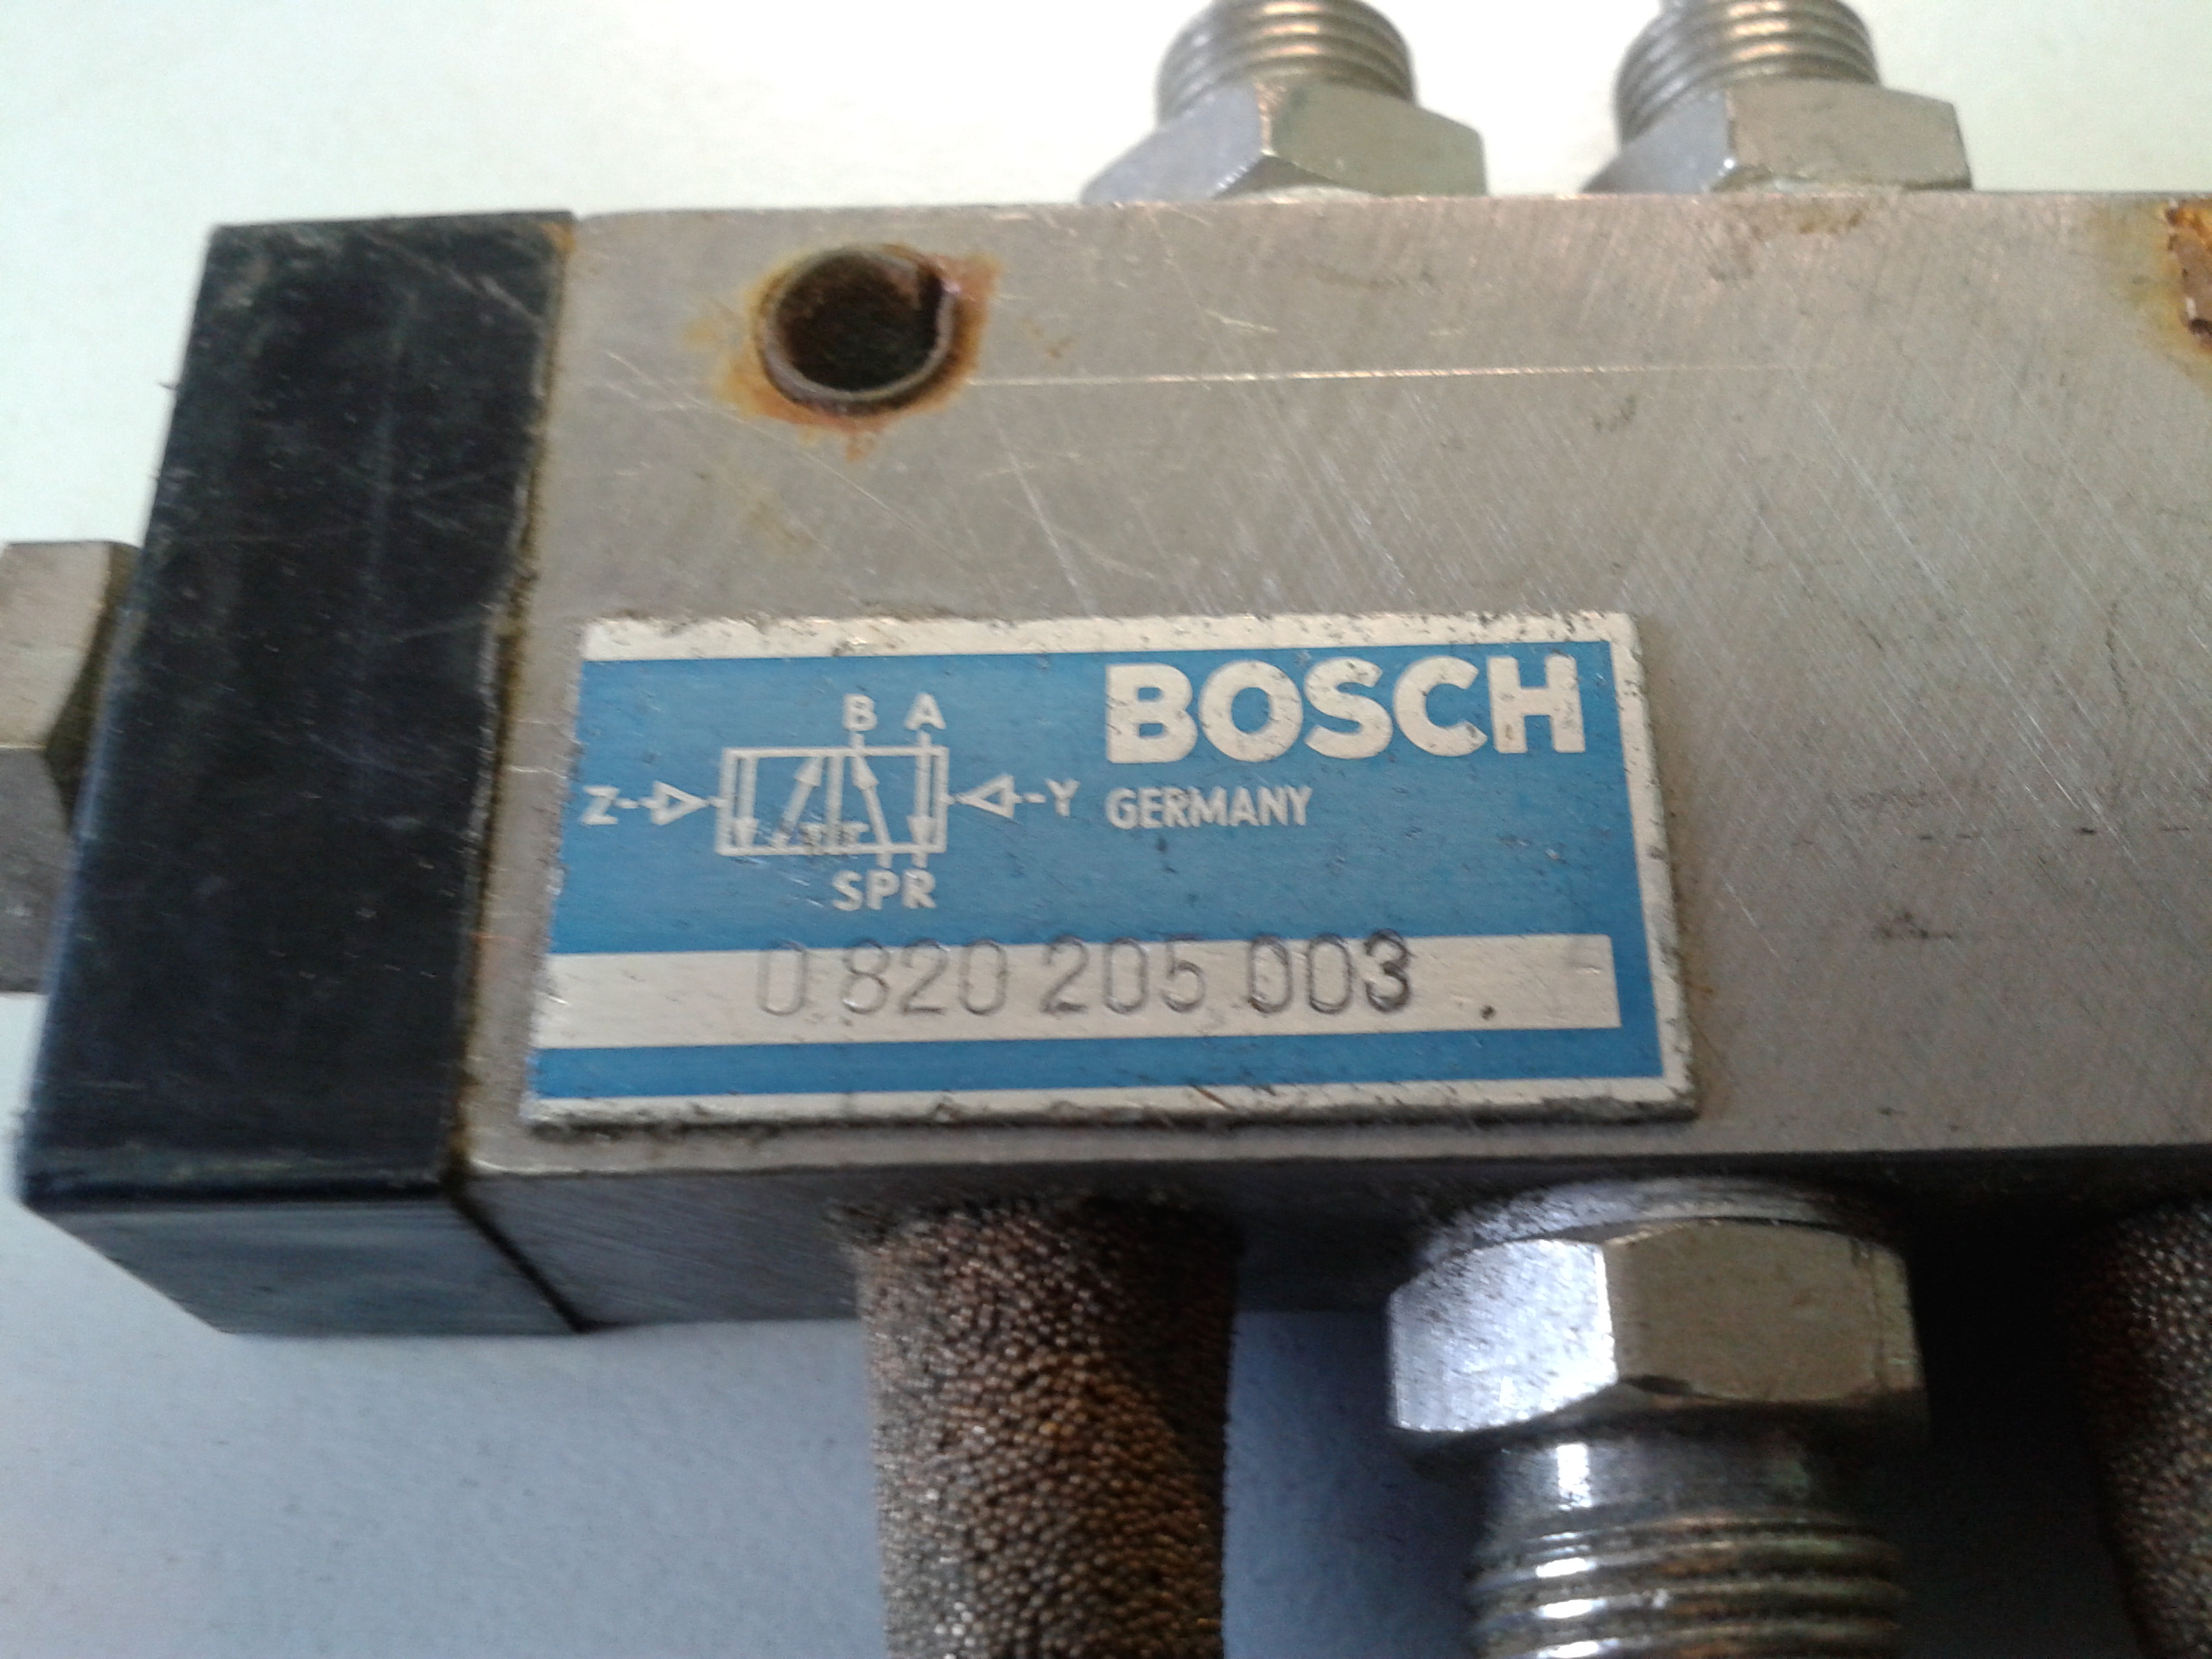 B A
BOSCH
Z Y
GERMANY
SPR
0 820 205 003